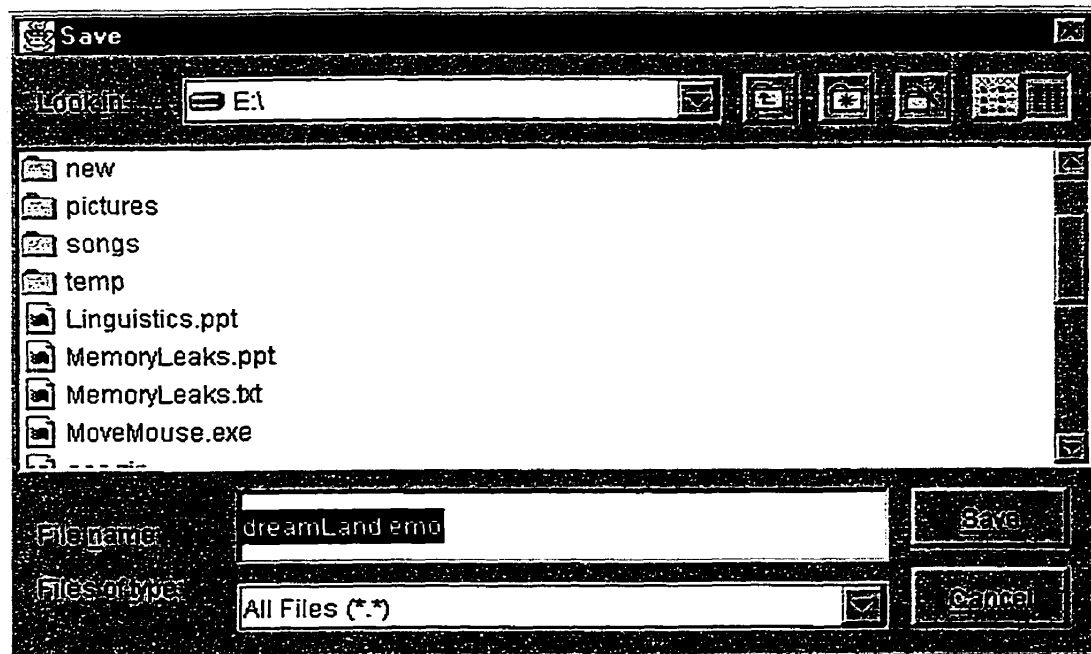 Save
Look in: E:\
new
pictures
songs
temp
Linguistics.ppt
MemoryLeaks.ppt
MemoryLeaks.txt
MoveMouse.exe
File name: dreamLand.emo Save
Files of type: All Files (*.*) Cancel